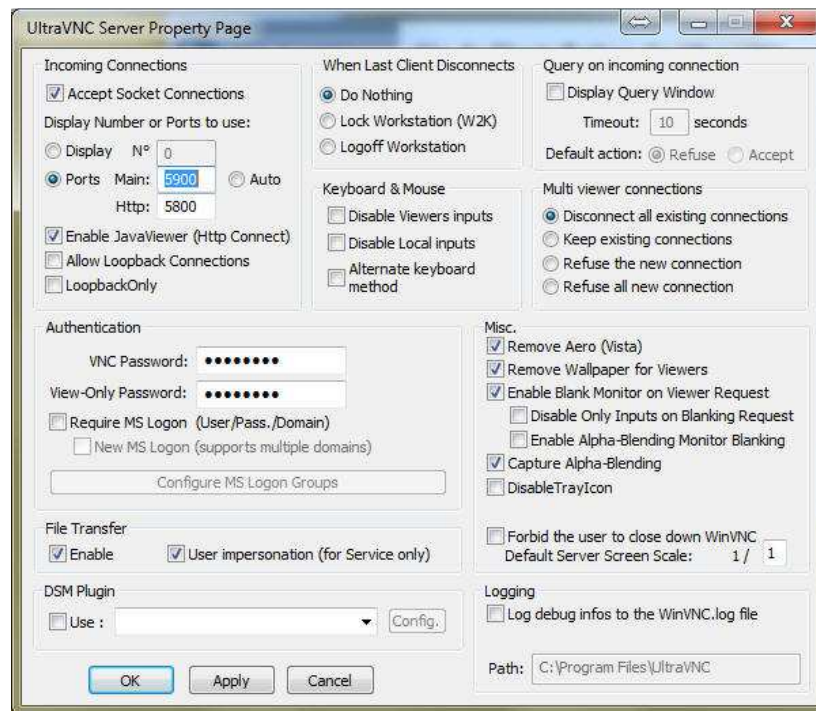 UltraVNC Server Property Page
Incoming Connections
Accept Socket Connections
Display Number or Ports to use:
Display N° 0
Ports Main: 5900 Auto
Http: 5800
Enable JavaViewer (Http Connect)
Allow Loopback Connections
LoopbackOnly
When Last Client Disconnects
Do Nothing
Lock Workstation (W2K)
Logoff Workstation
Keyboard & Mouse
Disable Viewers inputs
Disable Local inputs
Alternate keyboard
method
Query on incoming connection
Display Query Window
Timeout: 10 seconds
Default action: Refuse Accept
Multi viewer connections
Disconnect all existing connections
Keep existing connections
Refuse the new connection
Refuse all new connection
Authentication
VNC Password: ●●●●●●●●
View-Only Password: ●●●●●●●●
Require MS Logon (User/Pass./Domain)
New MS Logon (supports multiple domains)
Configure MS Logon Groups
Misc.
Remove Aero (Vista)
Remove Wallpaper for Viewers
Enable Blank Monitor on Viewer Request
Disable Only Inputs on Blanking Request
Enable Alpha-Blending Monitor Blanking
Capture Alpha-Blending
DisableTrayIcon
Forbid the user to close down WinVNC
Default Server Screen Scale: 1 / 1
File Transfer
Enable User impersonation (for Service only)
DSM Plugin
Use : Config.
Logging
Log debug infos to the WinVNC.log file
Path: C:\Program Files\UltraVNC
OK Apply Cancel